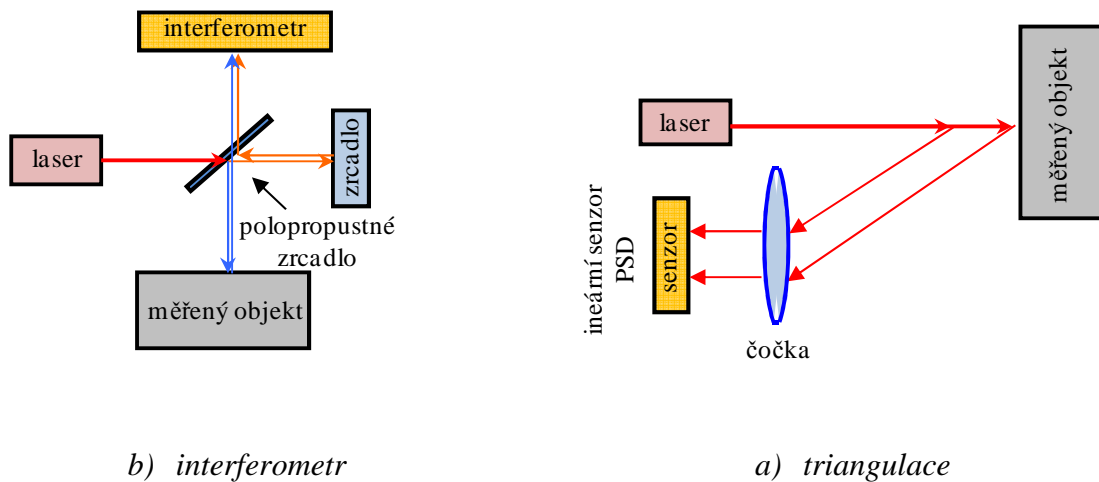 interferometr
laser
zrcadlo
polopropustné
zrcadlo
měřený objekt
b) interferometr
laser
měřený objekt
ineární senzor
PSD
senzor
čočka
a) triangulace